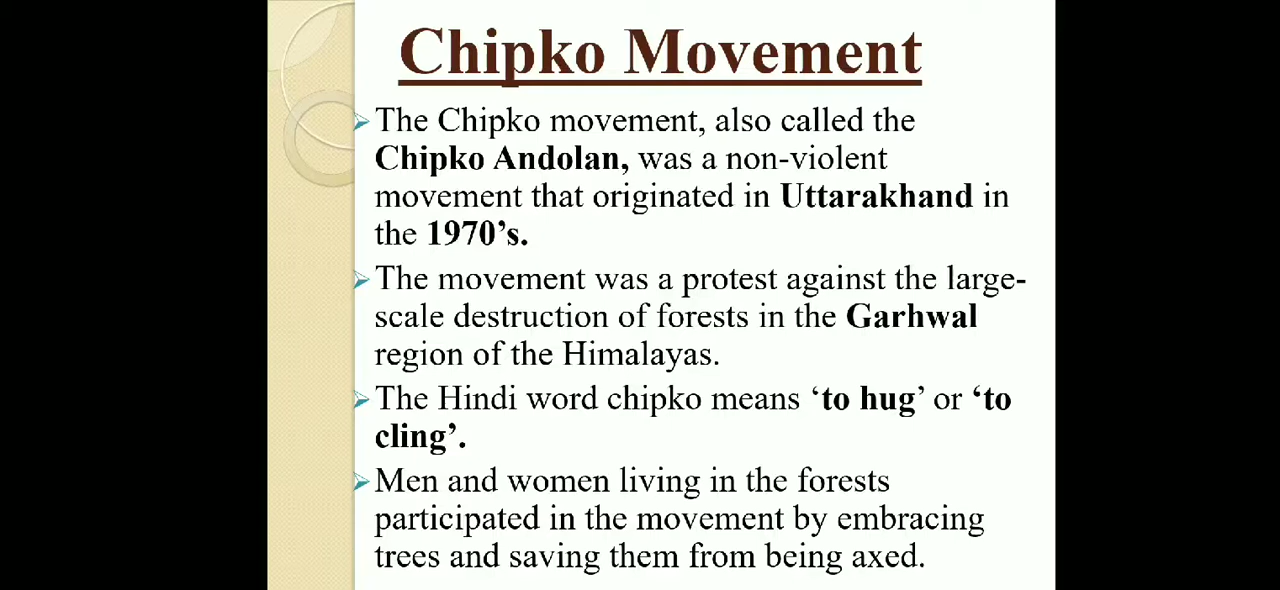 Chipko Movement
The Chipko movement, also called the
Chipko Andolan, was a non-violent
movement that originated in Uttarakhand in
the 1970’s.
The movement was a protest against the large-
scale destruction of forests in the Garhwal
region of the Himalayas.
The Hindi word chipko means ‘to hug’ or ‘to
cling’.
Men and women living in the forests
participated in the movement by embracing
trees and saving them from being axed.